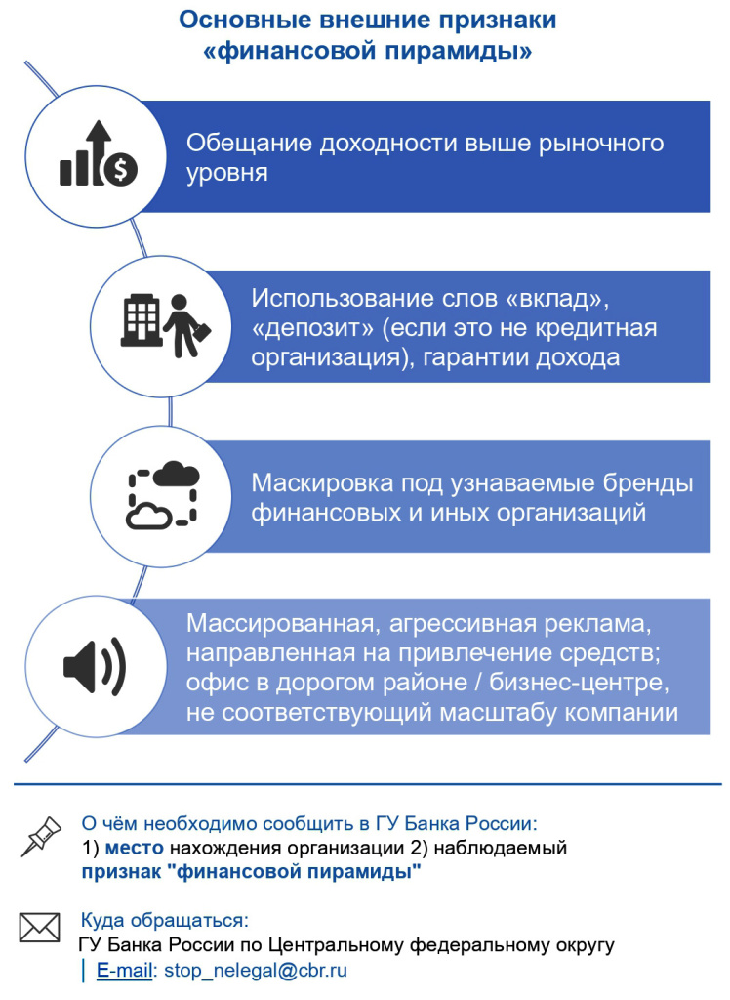 Основные внешние признаки
«финансовой пирамиды»
Обещание доходности выше рыночного
уровня
Использование слов «вклад»,
«депозит» (если это не кредитная
организация), гарантии дохода
Маскировка под узнаваемые бренды
финансовых и иных организаций
Массированная, агрессивная реклама,
направленная на привлечение средств;
офис в дорогом районе / бизнес-центре,
не соответствующий масштабу компании
О чём необходимо сообщить в ГУ Банка России:
1) место нахождения организации 2) наблюдаемый
признак "финансовой пирамиды"
Куда обращаться:
ГУ Банка России по Центральному федеральному округу
E-mail: stop_nelegal@cbr.ru